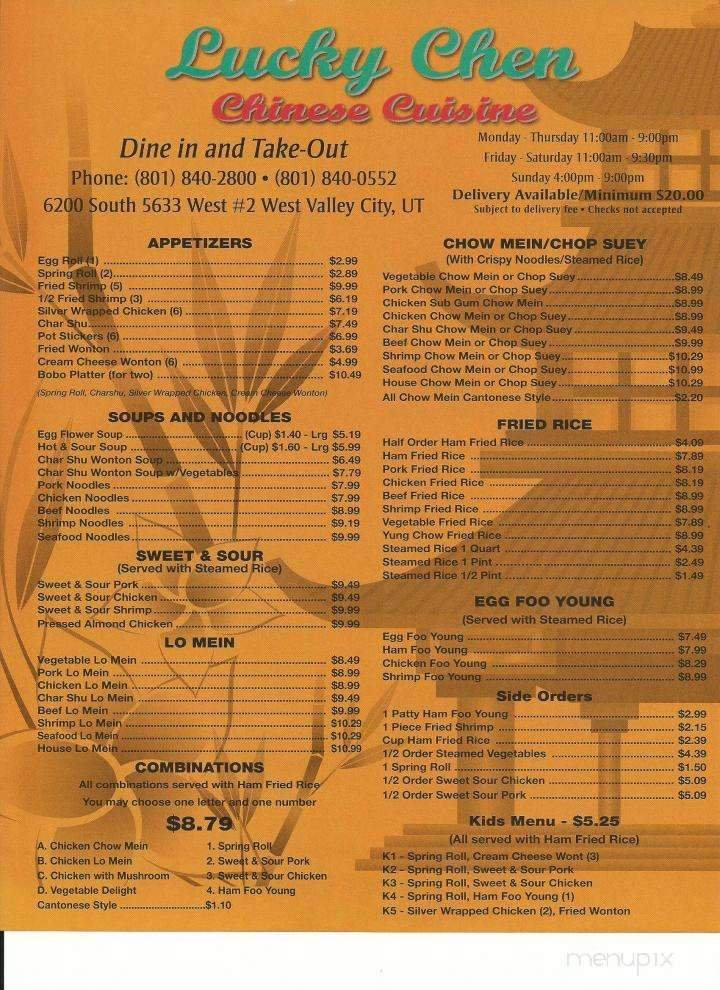 Lucky Chen
Chinese Cuisine
Dine in and Take-Out
Phone: (801) 840-2800 • (801) 840-0552
6200 South 5633 West #2 West Valley City, UT
Monday - Thursday 11:00am - 9:00pm
Friday - Saturday 11:00am - 9:30pm
Sunday 4:00pm - 9:00pm
Delivery Available/Minimum $20.00
Subject to delivery fee • Checks not accepted
APPETIZERS
Egg Roll (1) $2.99
Spring Roll (2) $2.89
Fried Shrimp (5) $9.99
1/2 Fried Shrimp (3) $6.19
Silver Wrapped Chicken (6) $7.19
Char Shu $7.49
Pot Stickers (6) $6.99
Fried Wonton $3.69
Cream Cheese Wonton (6) $4.99
Bobo Platter (for two) $10.49
(Spring Roll, Charshu, Silver Wrapped Chicken, Cream Cheese Wonton)
SOUPS AND NOODLES
Egg Flower Soup (Cup) $1.40 - Lrg $5.19
Hot & Sour Soup (Cup) $1.60 - Lrg $5.99
Char Shu Wonton Soup $6.49
Char Shu Wonton Soup w/Vegetables $7.79
Pork Noodles $7.99
Chicken Noodles $7.99
Beef Noodles $8.99
Shrimp Noodles $9.19
Seafood Noodles $9.99
SWEET & SOUR
(Served with Steamed Rice)
Sweet & Sour Pork $9.49
Sweet & Sour Chicken $9.49
Sweet & Sour Shrimp $9.99
Pressed Almond Chicken $9.99
LO MEIN
Vegetable Lo Mein $8.49
Pork Lo Mein $8.99
Chicken Lo Mein $8.99
Char Shu Lo Mein $9.49
Beef Lo Mein $9.99
Shrimp Lo Mein $10.29
Seafood Lo Mein $10.29
House Lo Mein $10.99
COMBINATIONS
All combinations served with Ham Fried Rice
You may choose one letter and one number
$8.79
A. Chicken Chow Mein 1. Spring Roll
B. Chicken Lo Mein 2. Sweet & Sour Pork
C. Chicken with Mushroom 3. Sweet & Sour Chicken
D. Vegetable Delight 4. Ham Foo Young
Cantonese Style $1.10
CHOW MEIN/CHOP SUEY
(With Crispy Noodles/Steamed Rice)
Vegetable Chow Mein or Chop Suey $8.49
Pork Chow Mein or Chop Suey $8.99
Chicken Sub Gum Chow Mein $8.99
Chicken Chow Mein or Chop Suey $8.99
Char Shu Chow Mein or Chop Suey $9.49
Beef Chow Mein or Chop Suey $9.99
Shrimp Chow Mein or Chop Suey $10.29
Seafood Chow Mein or Chop Suey $10.99
House Chow Mein or Chop Suey $10.29
All Chow Mein Cantonese Style $2.20
FRIED RICE
Half Order Ham Fried Rice $4.09
Ham Fried Rice $7.89
Pork Fried Rice $8.19
Chicken Fried Rice $8.19
Beef Fried Rice $8.99
Shrimp Fried Rice $8.99
Vegetable Fried Rice $7.89
Yung Chow Fried Rice $8.99
Steamed Rice 1 Quart $4.39
Steamed Rice 1 Pint $2.49
Steamed Rice 1/2 Pint $1.49
EGG FOO YOUNG
(Served with Steamed Rice)
Egg Foo Young $7.49
Ham Foo Young $7.99
Chicken Foo Young $8.29
Shrimp Foo Young $8.99
Side Orders
1 Patty Ham Foo Young $2.99
1 Piece Fried Shrimp $2.15
Cup Ham Fried Rice $2.39
1/2 Order Steamed Vegetables $4.39
1 Spring Roll $1.50
1/2 Order Sweet Sour Chicken $5.09
1/2 Order Sweet Sour Pork $5.09
Kids Menu - $5.25
(All served with Ham Fried Rice)
K1 - Spring Roll, Cream Cheese Wont (3)
K2 - Spring Roll, Sweet & Sour Pork
K3 - Spring Roll, Sweet & Sour Chicken
K4 - Spring Roll, Ham Foo Young (1)
K5 - Silver Wrapped Chicken (2), Fried Wonton
menupix